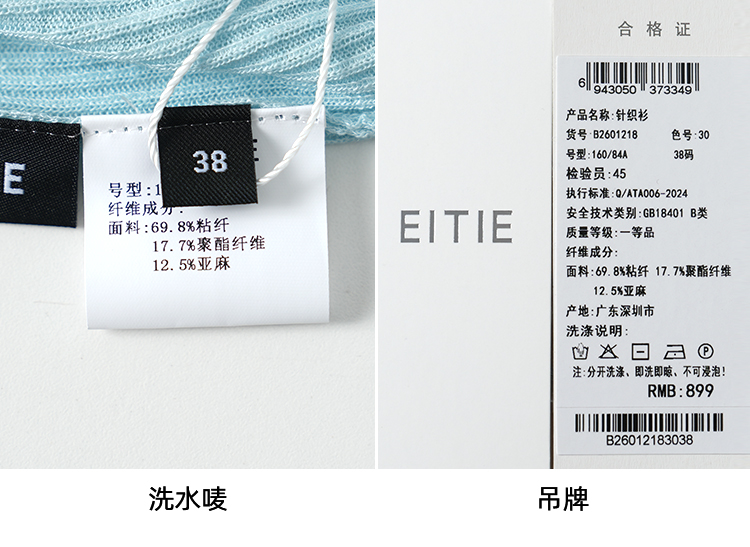 E
38
号型:1
纤维成分:
面料:69.8%粘纤
17.7%聚酯纤维
12.5%亚麻
洗水唛
EITIE
合格证
6 943050 373349
产品名称:针织衫
货号:B2601218 色号:30
号型:160/84A 38码
检验员:45
执行标准:Q/ATA006-2024
安全技术类别:GB18401 B类
质量等级:一等品
纤维成分:
面料:69.8%粘纤 17.7%聚酯纤维
12.5%亚麻
产地:广东深圳市
洗涤说明:
注:分开洗涤、即洗即晾、不可浸泡!
RMB:899
B26012183038
吊牌